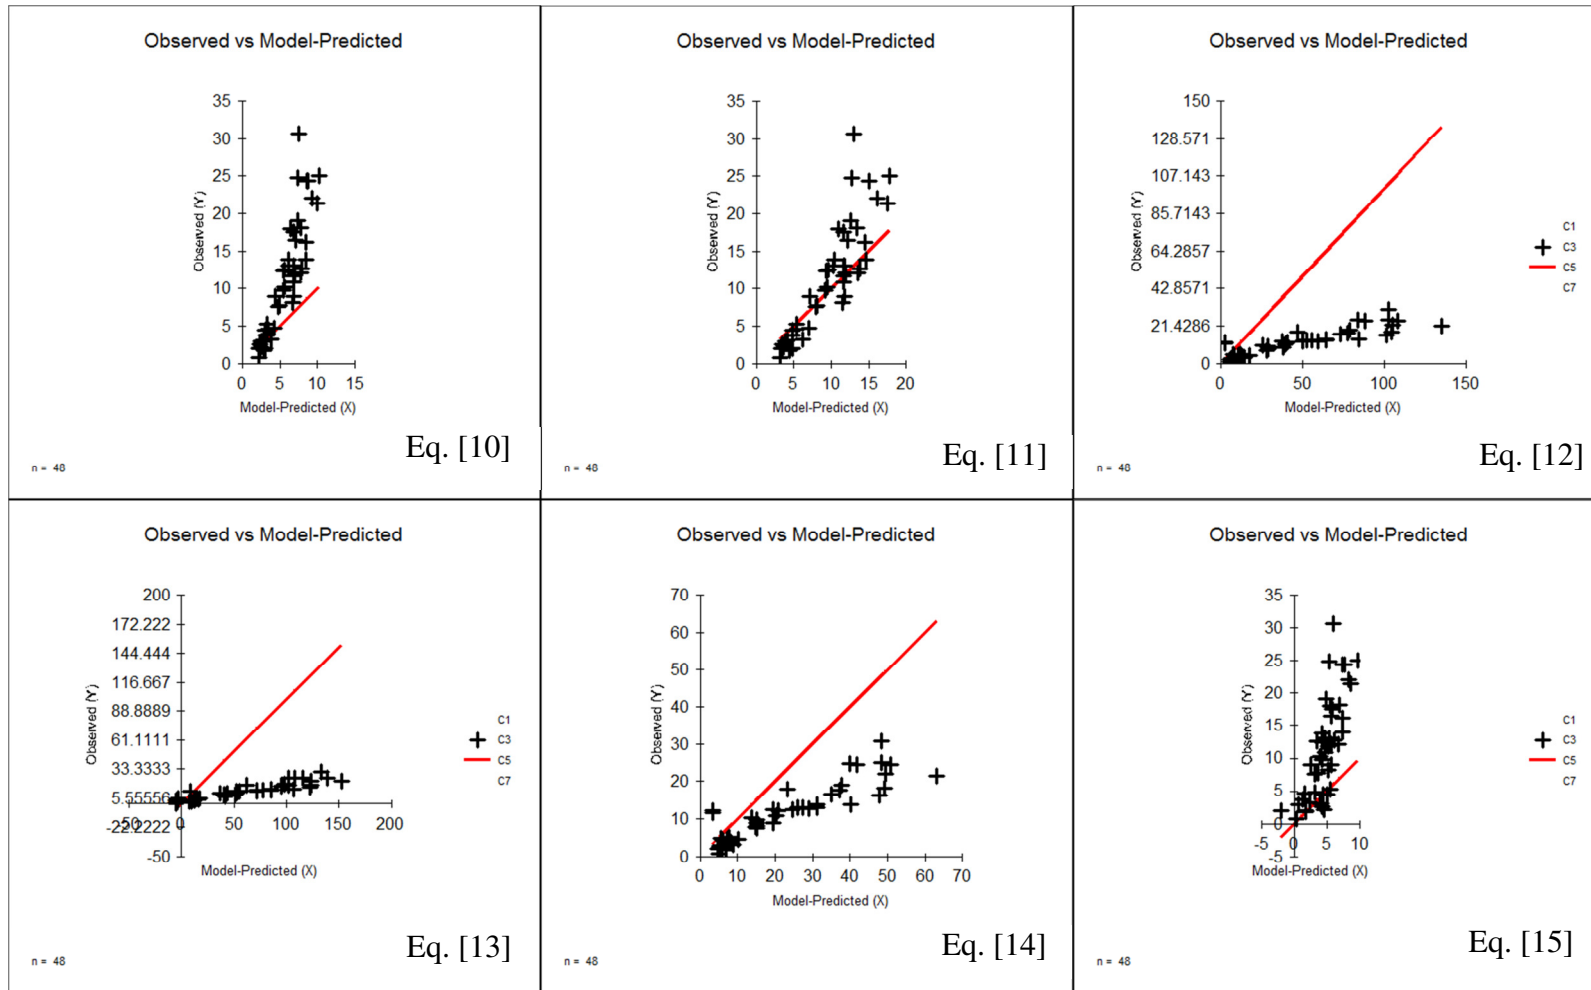 Observed vs Model-Predicted
35
30
25
20
15
10
5
0
0 5 10 15
Observed (Y)
Model-Predicted (X)
Eq. [10]
n = 48
Observed vs Model-Predicted
35
30
25
20
15
10
5
0
0 5 10 15 20
Observed (Y)
Model-Predicted (X)
Eq. [11]
n = 48
Observed vs Model-Predicted
150
128.571
107.143
85.7143
64.2857
42.8571
21.4286
0
0 50 100 150
Observed (Y)
Model-Predicted (X)
C1
C3
C5
C7
Eq. [12]
Observed vs Model-Predicted
200
172.222
144.444
116.667
88.8889
61.1111
33.3333
5.55556
-22.2222
-50
-50 0 50 100 150 200
Observed (Y)
Model-Predicted (X)
C1
C3
C5
C7
Eq. [13]
n = 48
Observed vs Model-Predicted
70
60
50
40
30
20
10
0
0 10 20 30 40 50 60 70
Observed (Y)
Model-Predicted (X)
Eq. [14]
n = 48
Observed vs Model-Predicted
35
30
25
20
15
10
5
0
-5
-5 0 5 10
Observed (Y)
Model-Predicted (X)
C1
C3
C5
C7
Eq. [15]
n = 48